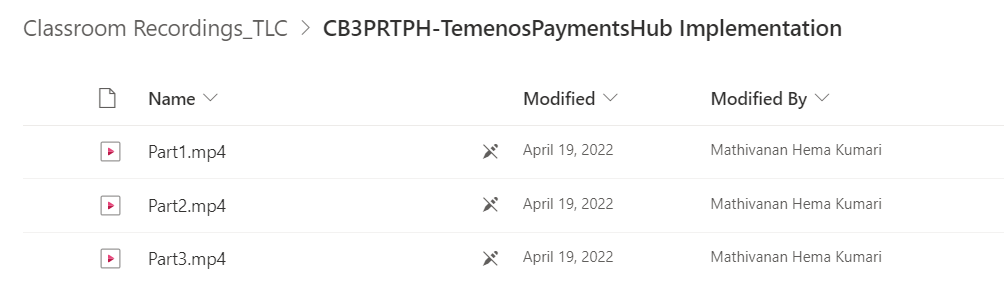 Classroom Recordings_TLC > CB3PRTPH-TemenosPaymentsHub Implementation
Name Modified Modified By
Part1.mp4 April 19, 2022 Mathivanan Hema Kumari
Part2.mp4 April 19, 2022 Mathivanan Hema Kumari
Part3.mp4 April 19, 2022 Mathivanan Hema Kumari